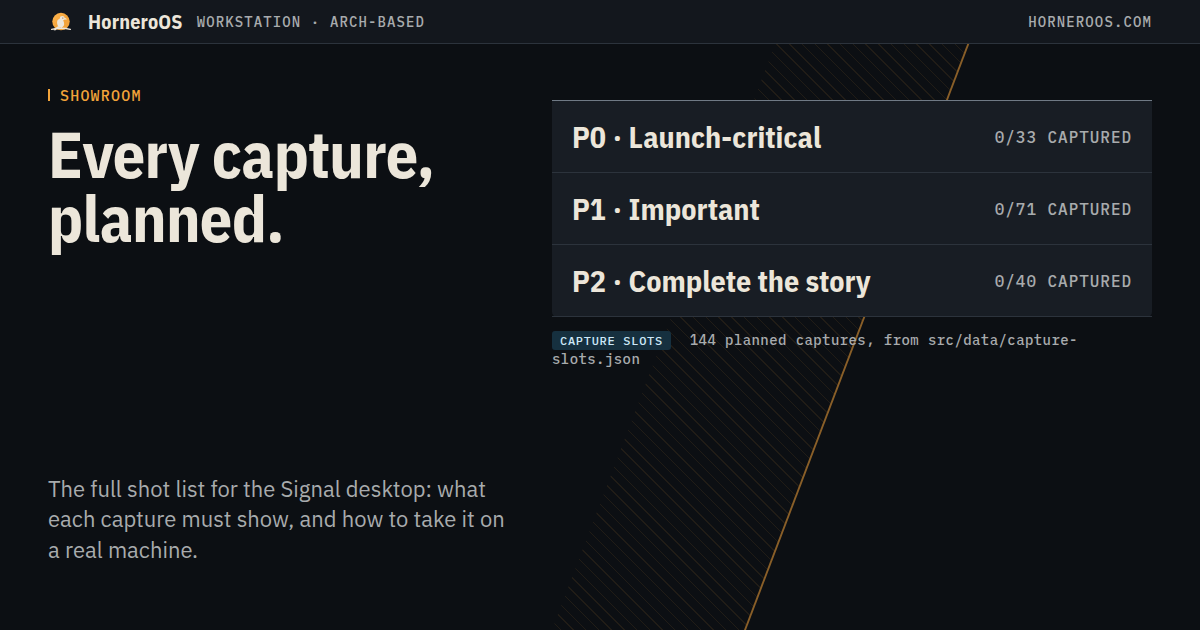 HorneroOS WORKSTATION · ARCH-BASED
HORNEROOS.COM
SHOWROOM
Every capture,
planned.
The full shot list for the Signal desktop: what
each capture must show, and how to take it on
a real machine.
P0 · Launch-critical 0/33 CAPTURED
P1 · Important 0/71 CAPTURED
P2 · Complete the story 0/40 CAPTURED
CAPTURE SLOTS 144 planned captures, from src/data/capture-
slots.json